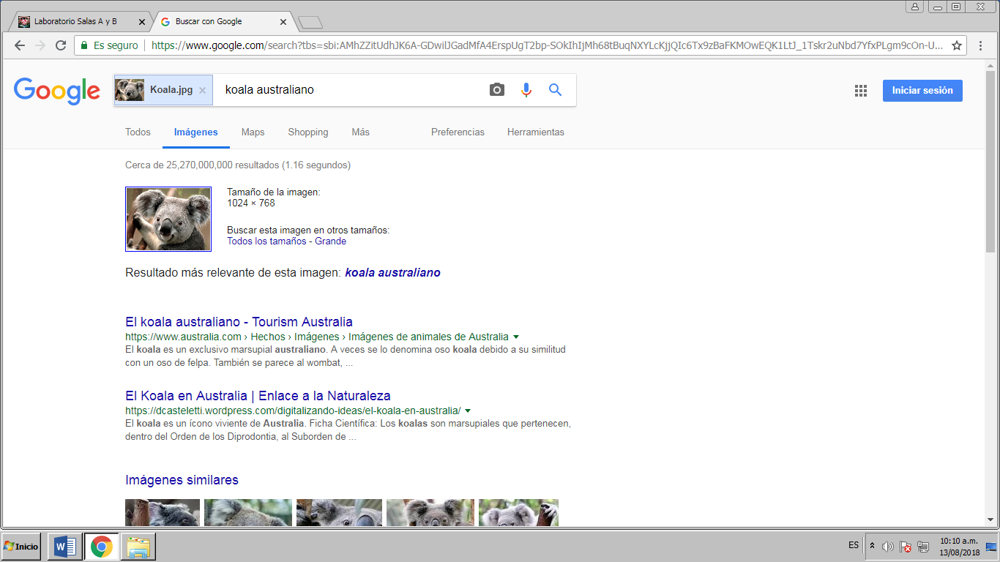 Laboratorio Salas A y B
Buscar con Google
Es seguro
https://www.google.com/search?tbs=sbi:AMhZZitUdhJK6A-GDwilJGadMfA4ErspUgT2bp-SOkIhIjMh68tBuqNXYLcKjjQIc6Tx9zBaFKMOwEQK1LtJ_1Tskr2uNbd7YfxPLgm9cOn-U...
Google
Koala.jpg
koala australiano
Iniciar sesión
Todos
Imágenes
Maps
Shopping
Más
Preferencias
Herramientas
Cerca de 25,270,000,000 resultados (1.16 segundos)
Tamaño de la imagen:
1024 × 768
Buscar esta imagen en otros tamaños:
Todos los tamaños - Grande
Resultado más relevante de esta imagen: koala australiano
El koala australiano - Tourism Australia
https://www.australia.com › Hechos › Imágenes › Imágenes de animales de Australia
El koala es un exclusivo marsupial australiano. A veces se lo denomina oso koala debido a su similitud
con un oso de felpa. También se parece al wombat, ...
El Koala en Australia | Enlace a la Naturaleza
https://dcasteletti.wordpress.com/digitalizando-ideas/el-koala-en-australia/
El koala es un ícono viviente de Australia. Ficha Científica: Los koalas son marsupiales que pertenecen,
dentro del Orden de los Diprodontia, al Suborden de ...
Imágenes similares
Inicio
W
ES
10:10 a.m.
13/08/2018